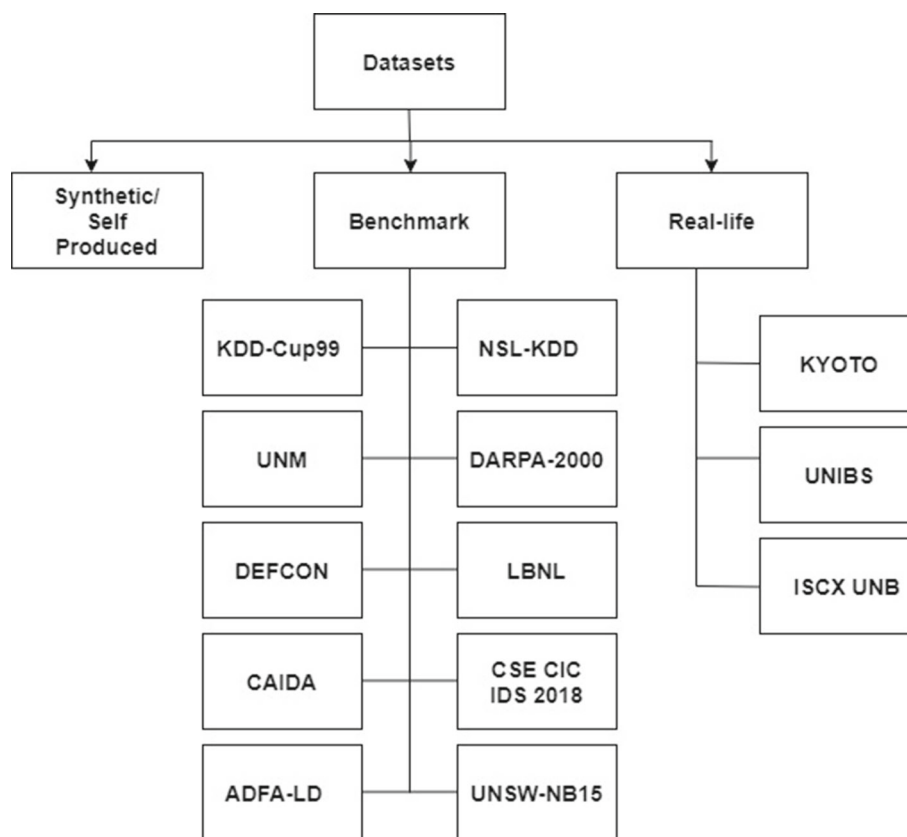 Datasets
Synthetic/
Self
Produced
Benchmark
Real-life
KDD-Cup99
NSL-KDD
KYOTO
UNM
DARPA-2000
UNIBS
DEFCON
LBNL
ISCX UNB
CAIDA
CSE CIC
IDS 2018
ADFA-LD
UNSW-NB15